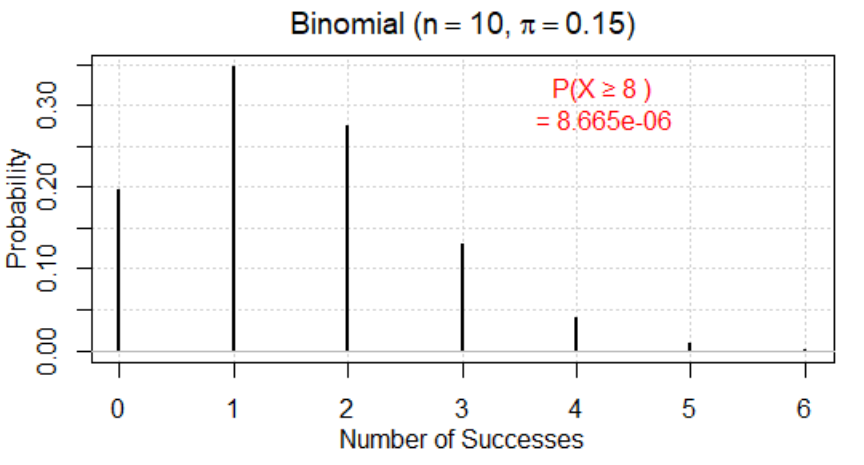 Binomial (n = 10, π = 0.15)
P(X ≥ 8 )
= 8.665e-06
Probability
0.30
0.20
0.10
0.00
0 1 2 3 4 5 6
Number of Successes